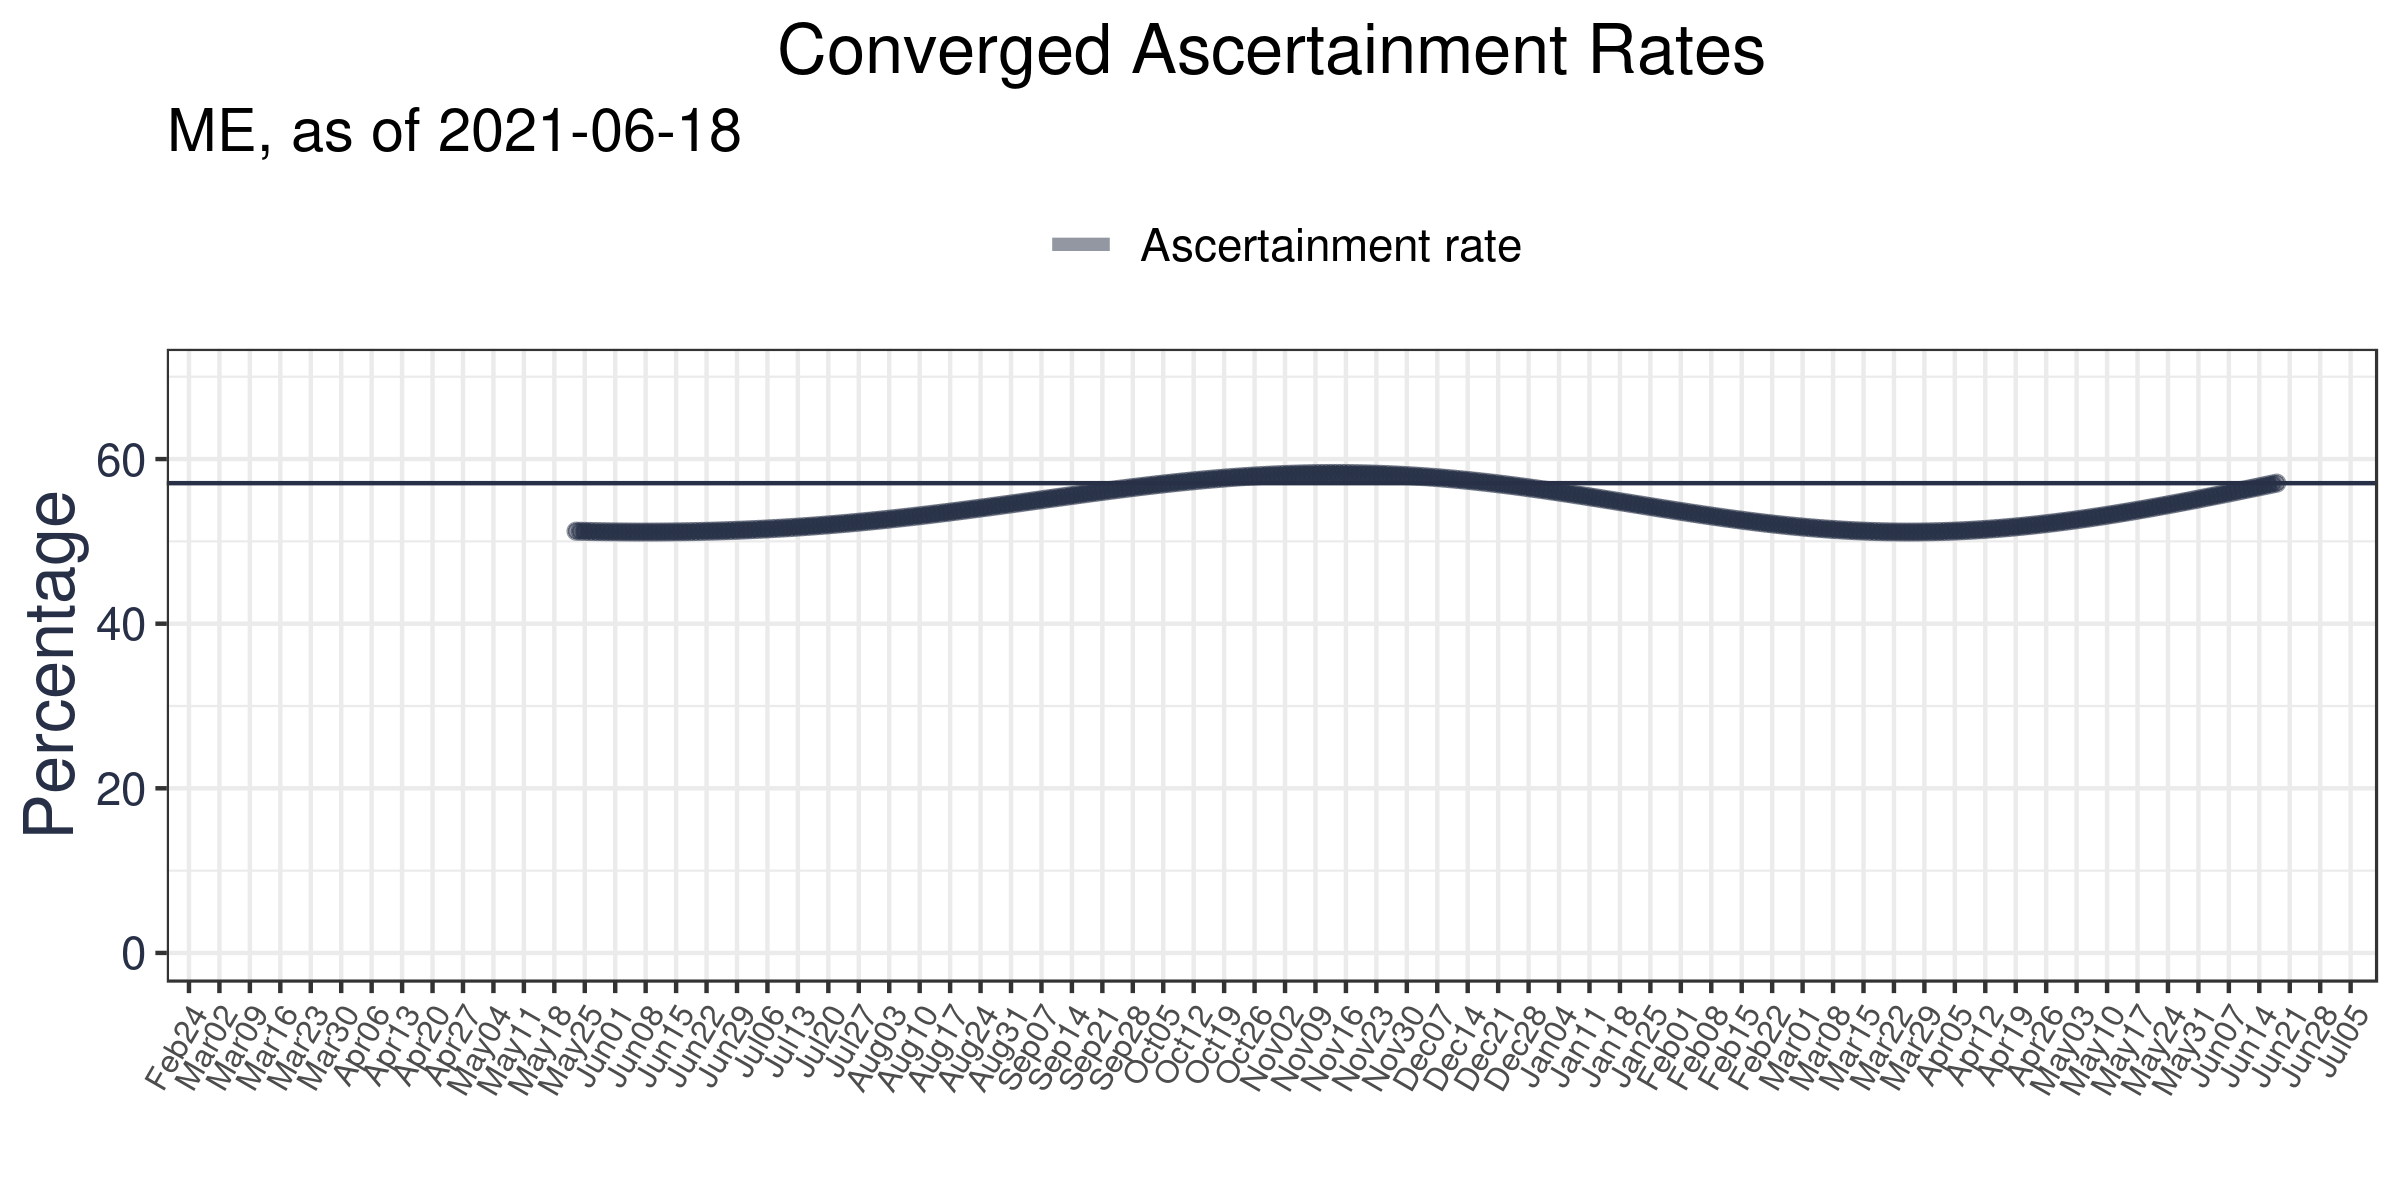 Converged Ascertainment Rates
ME, as of 2021-06-18
Ascertainment rate
Percentage
60
40
20
0
Feb24
Mar02
Mar09
Mar16
Mar23
Mar30
Apr06
Apr13
Apr20
Apr27
May04
May11
May18
May25
Jun01
Jun08
Jun15
Jun22
Jun29
Jul06
Jul13
Jul20
Jul27
Aug03
Aug10
Aug17
Aug24
Aug31
Sep07
Sep14
Sep21
Sep28
Oct05
Oct12
Oct19
Oct26
Nov02
Nov09
Nov16
Nov23
Nov30
Dec07
Dec14
Dec21
Dec28
Jan04
Jan11
Jan18
Jan25
Feb01
Feb08
Feb15
Feb22
Mar01
Mar08
Mar15
Mar22
Mar29
Apr05
Apr12
Apr19
Apr26
May03
May10
May17
May24
May31
Jun07
Jun14
Jun21
Jun28
Jul05